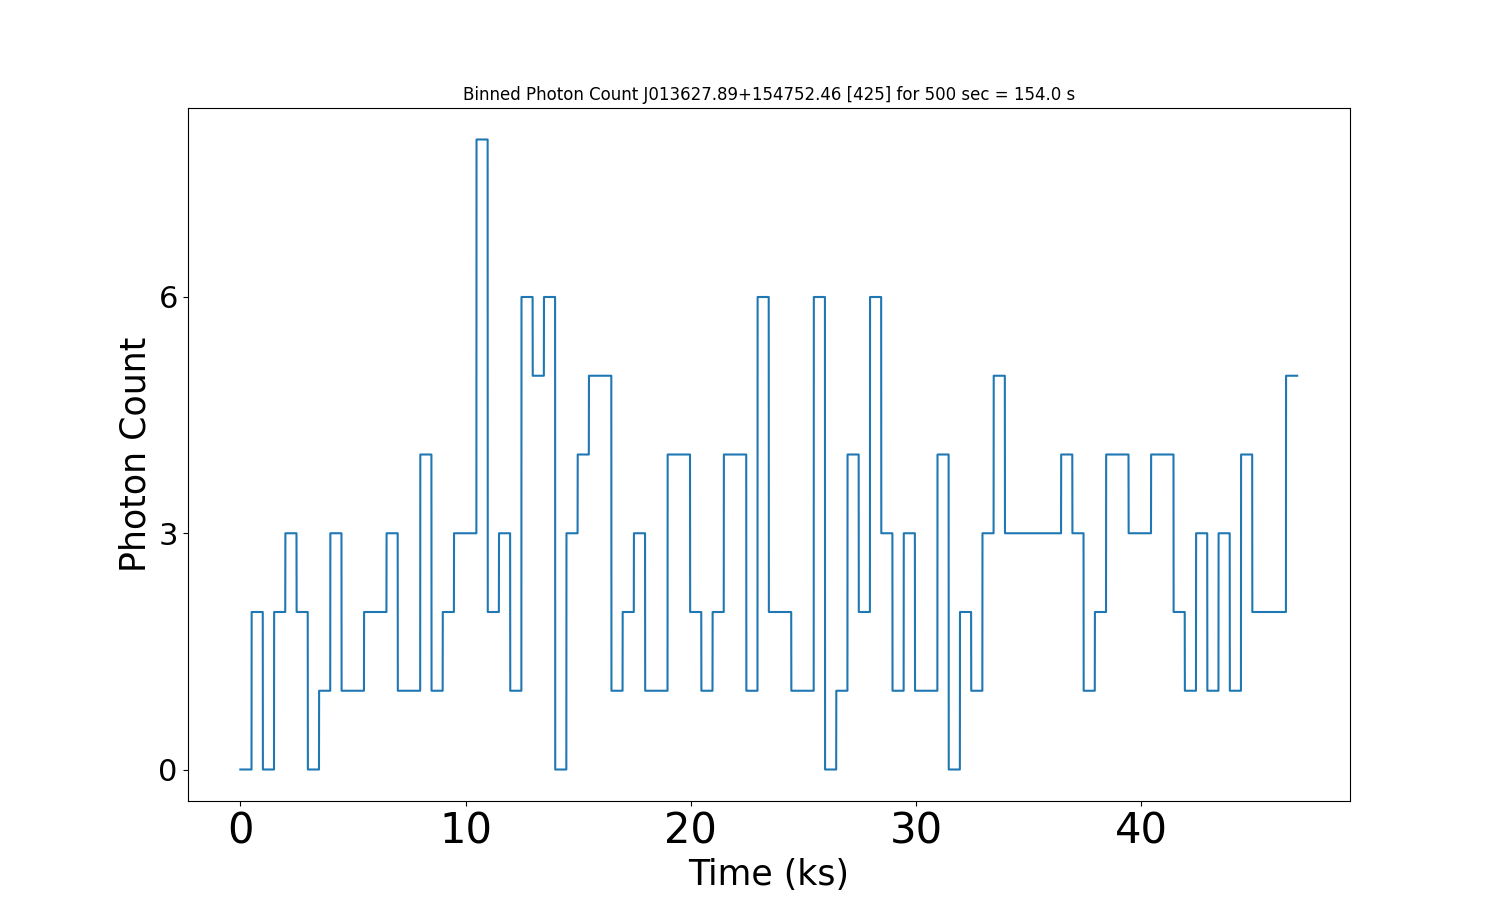 Binned Photon Count J013627.89+154752.46 [425] for 500 sec = 154.0 s
Photon Count
6
3
0
0 10 20 30 40
Time (ks)